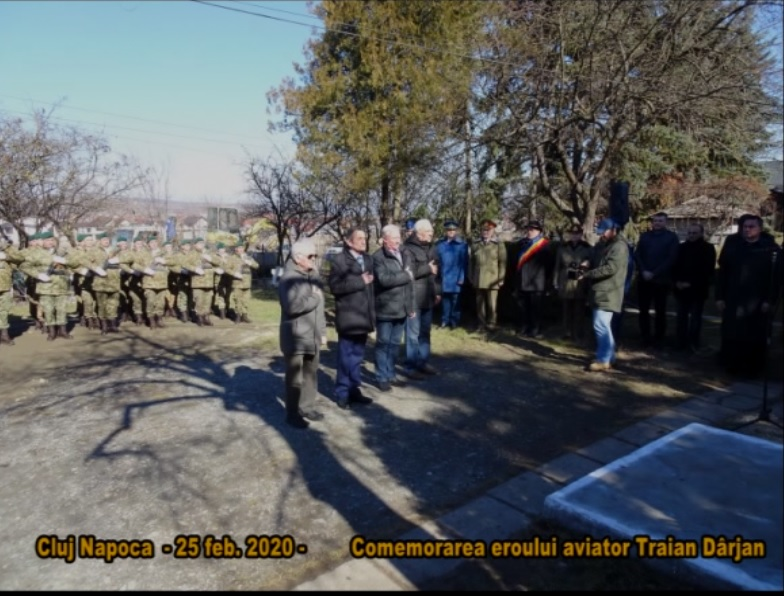 Cluj Napoca - 25 feb. 2020 - Comemorarea eroului aviator Traian Dârjan